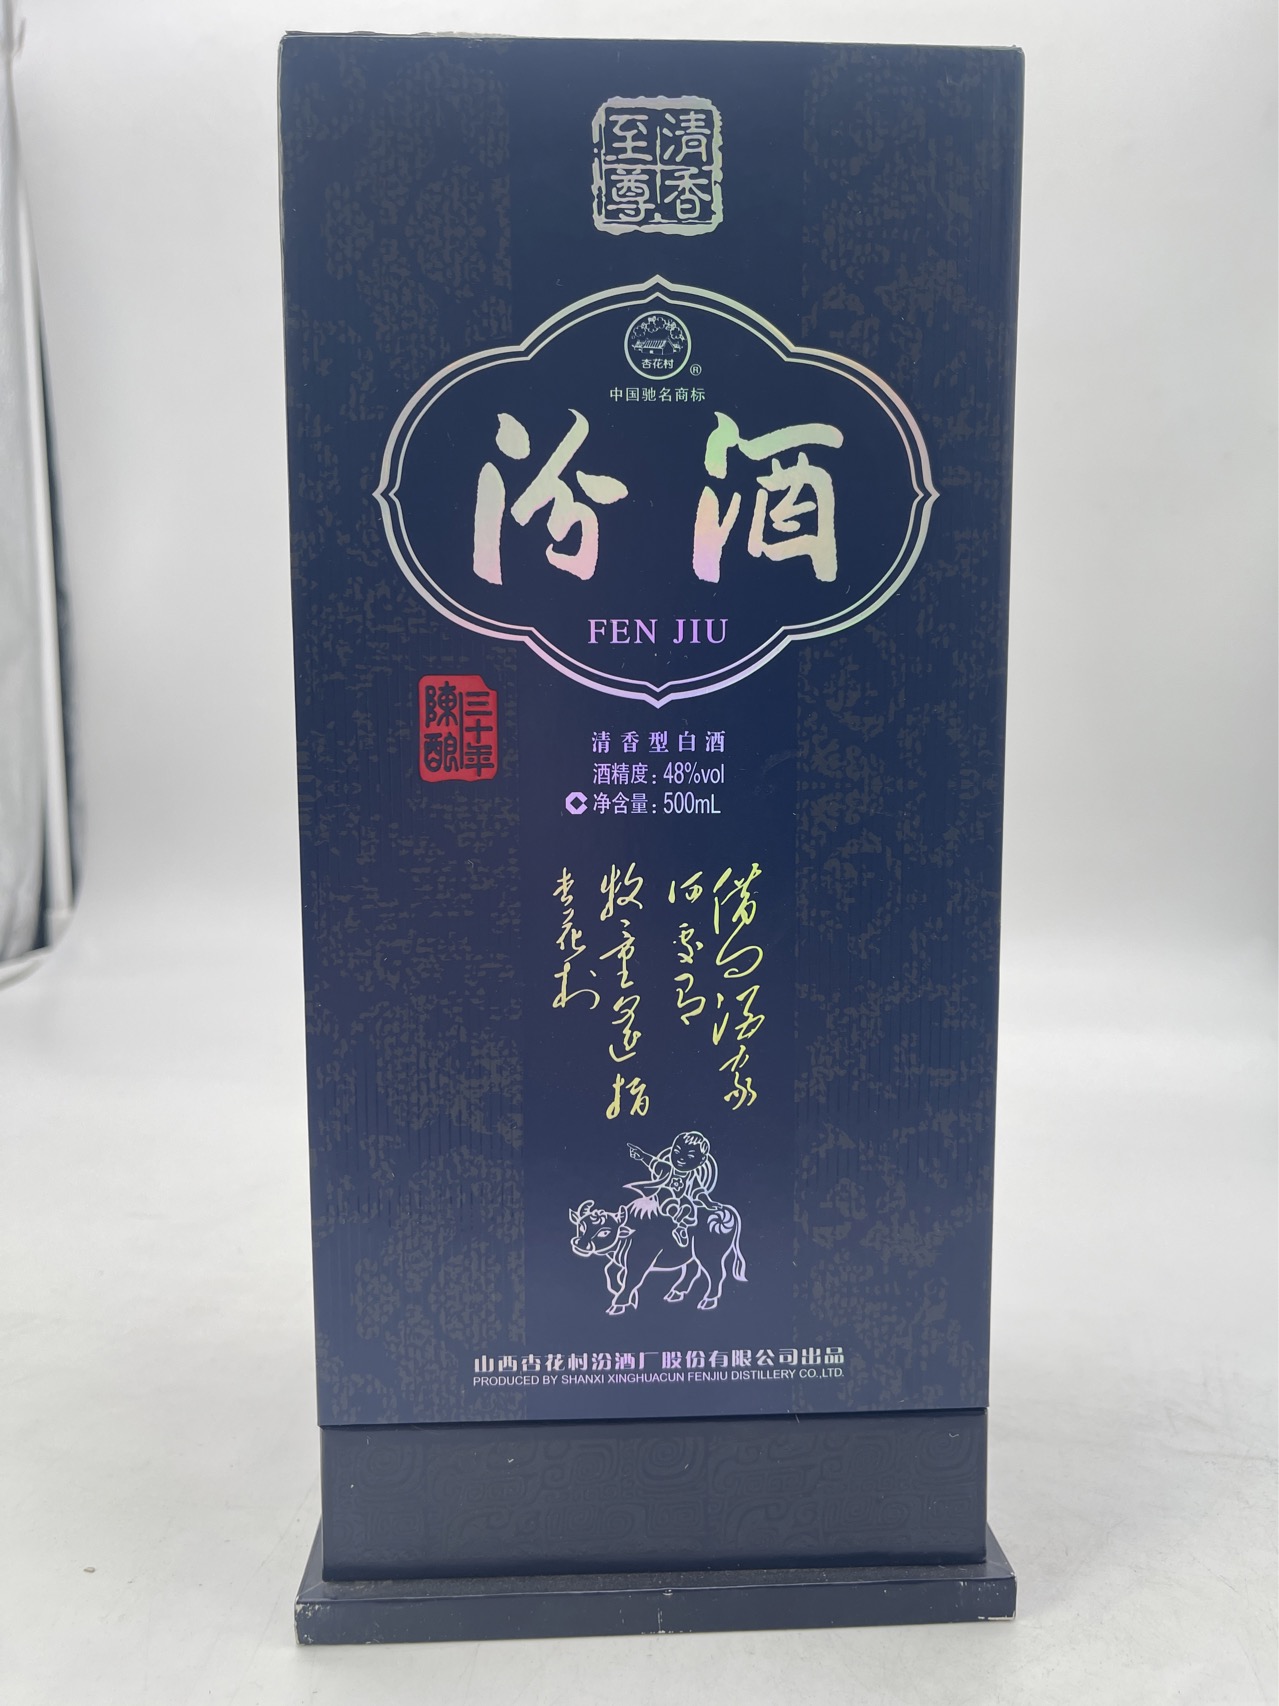 清香
至尊
杏花村
®
中国驰名商标
汾酒
FEN JIU
三十年
陳酿
清香型白酒
酒精度：48%vol
净含量：500mL
借问酒家
何处有
牧童遥指
杏花村
山西杏花村汾酒厂股份有限公司出品
PRODUCED BY SHANXI XINGHUACUN FENJIU DISTILLERY CO.,LTD.